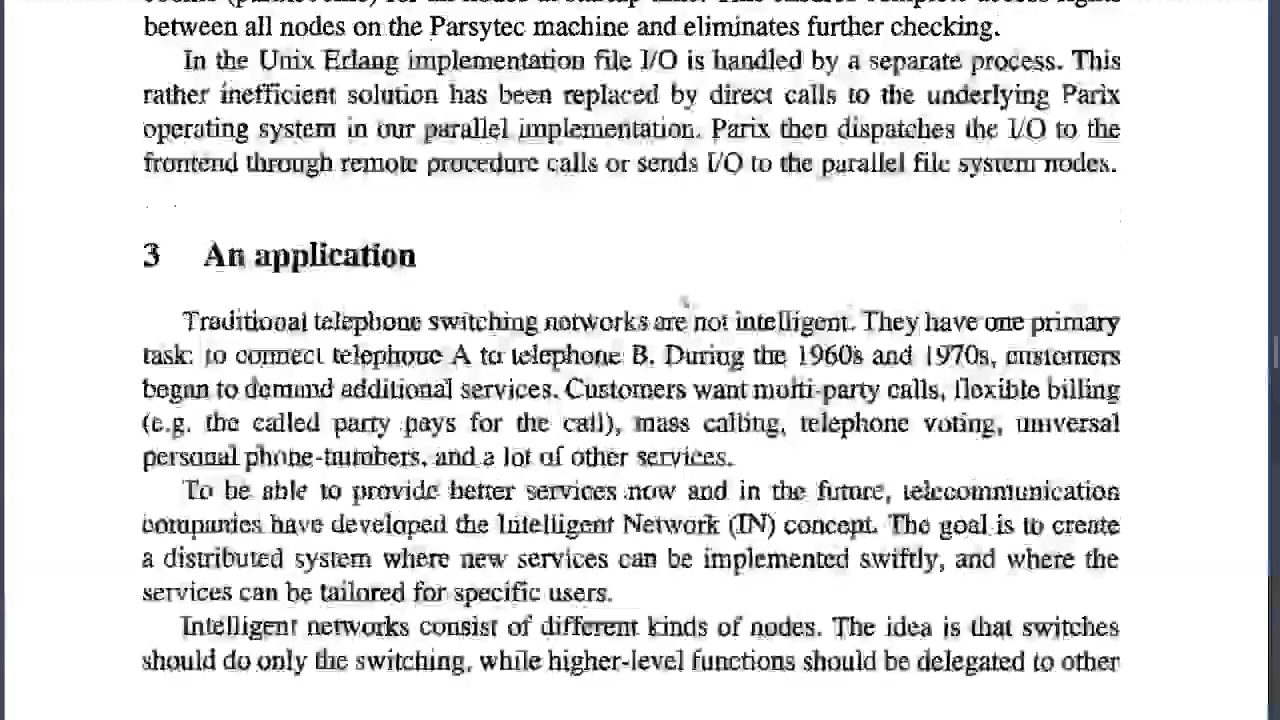 between all nodes on the Parsytec machine and eliminates further checking.
In the Unix Erlang implementation file I/O is handled by a separate process. This
rather inefficient solution has been replaced by direct calls to the underlying Parix
operating system in our parallel implementation. Parix then dispatches the I/O to the
frontend through remote procedure calls or sends I/O to the parallel file system nodes.
3 An application
Traditional telephone switching networks are not intelligent. They have one primary
task: to connect telephone A to telephone B. During the 1960s and 1970s, customers
began to demand additional services. Customers want multi-party calls, flexible billing
(e.g. the called party pays for the call), mass calling, telephone voting, universal
personal phone-numbers, and a lot of other services.
To be able to provide better services now and in the future, telecommunication
companies have developed the Intelligent Network (IN) concept. The goal is to create
a distributed system where new services can be implemented swiftly, and where the
services can be tailored for specific users.
Intelligent networks consist of different kinds of nodes. The idea is that switches
should do only the switching, while higher-level functions should be delegated to other